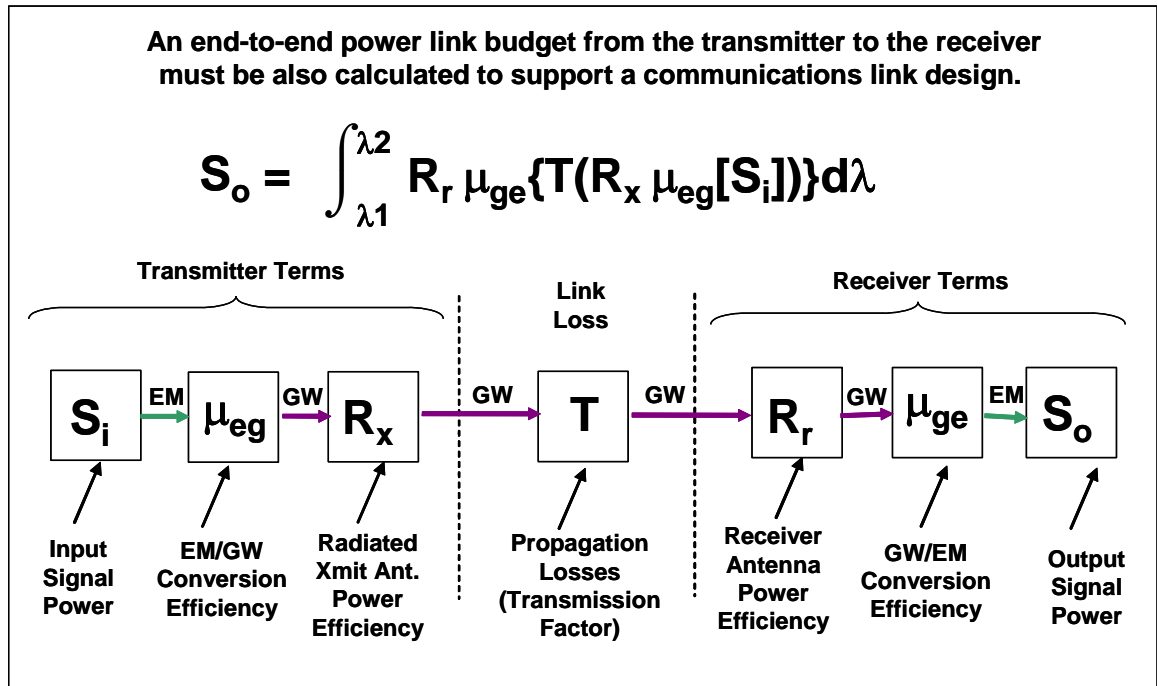 An end-to-end power link budget from the transmitter to the receiver
must be also calculated to support a communications link design.
So = ∫λ1λ2 Rr μge{T(Rx μeg[Si])}dλ
Transmitter Terms
Link
Loss
Receiver Terms
Si
EM
μeg
GW
Rx
GW
T
GW
Rr
GW
μge
EM
So
Input
Signal
Power
EM/GW
Conversion
Efficiency
Radiated
Xmit Ant.
Power
Efficiency
Propagation
Losses
(Transmission
Factor)
Receiver
Antenna
Power
Efficiency
GW/EM
Conversion
Efficiency
Output
Signal
Power